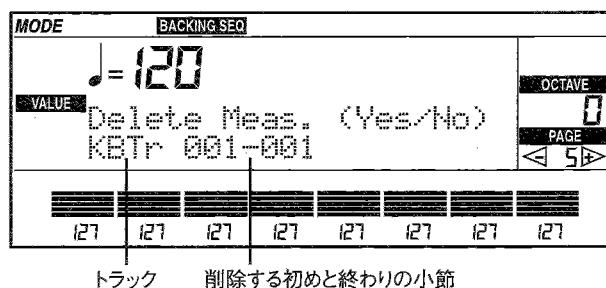 MODE BACKING SEQ
♩=120
OCTAVE
VALUE
0
Delete Meas. (Yes/No)
PAGE
KBTr 001-001
- 5 +
127 127 127 127 127 127 127 127
トラック 削除する初めと終わりの小節